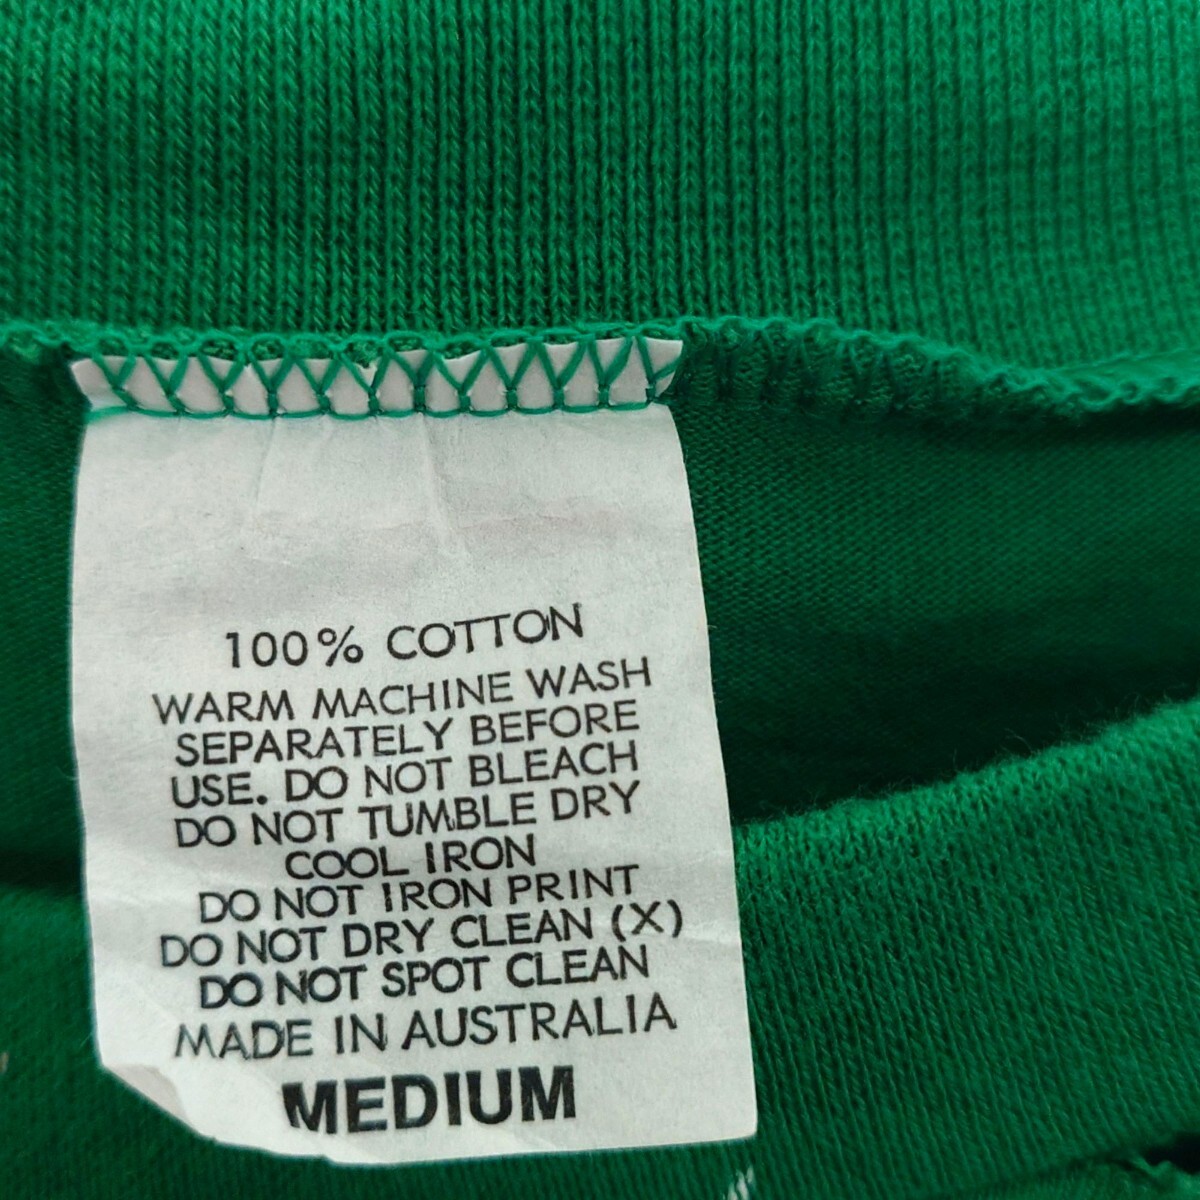 100% COTTON
WARM MACHINE WASH
SEPARATELY BEFORE
USE. DO NOT BLEACH
DO NOT TUMBLE DRY
COOL IRON
DO NOT IRON PRINT
DO NOT DRY CLEAN (X)
DO NOT SPOT CLEAN
MADE IN AUSTRALIA
MEDIUM